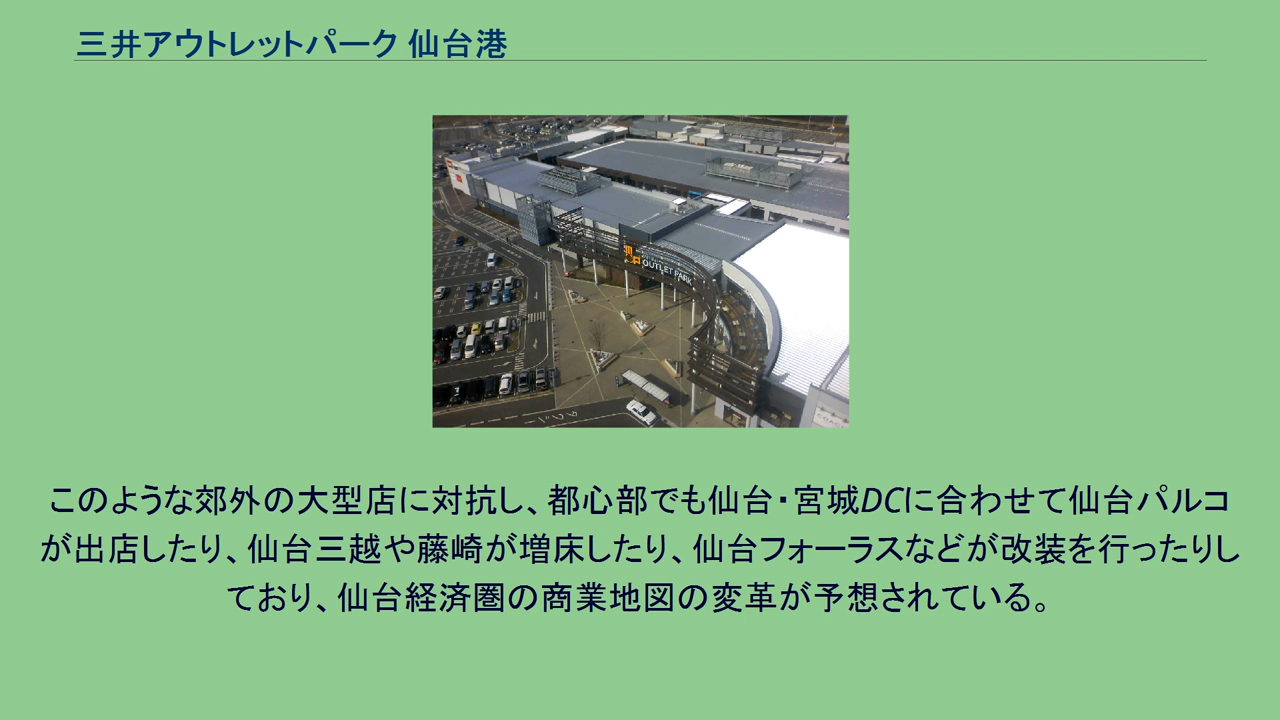 三井アウトレットパーク 仙台港
OUTLET PARK
タクシー
このような郊外の大型店に対抗し、都心部でも仙台・宮城DCに合わせて仙台パルコ
が出店したり、仙台三越や藤崎が増床したり、仙台フォーラスなどが改装を行ったりし
ており、仙台経済圏の商業地図の変革が予想されている。